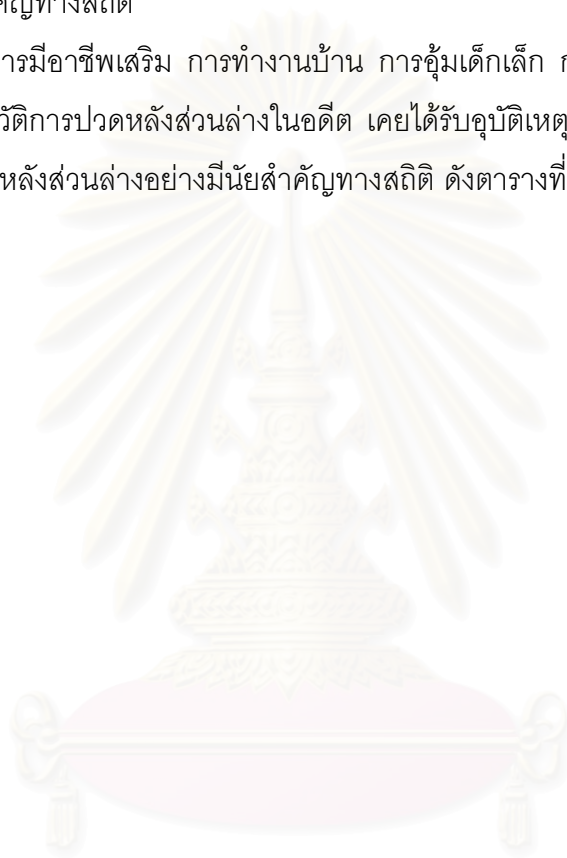 คัญทางสถิติ
ารมีอาชีพเสริม การทำงานบ้าน การอุ้มเด็กเล็ก
วัติการปวดหลังส่วนล่างในอดีต เคยได้รับอุบัติเหตุ
หลังส่วนล่างอย่างมีนัยสำคัญทางสถิติ ดังตารางที่